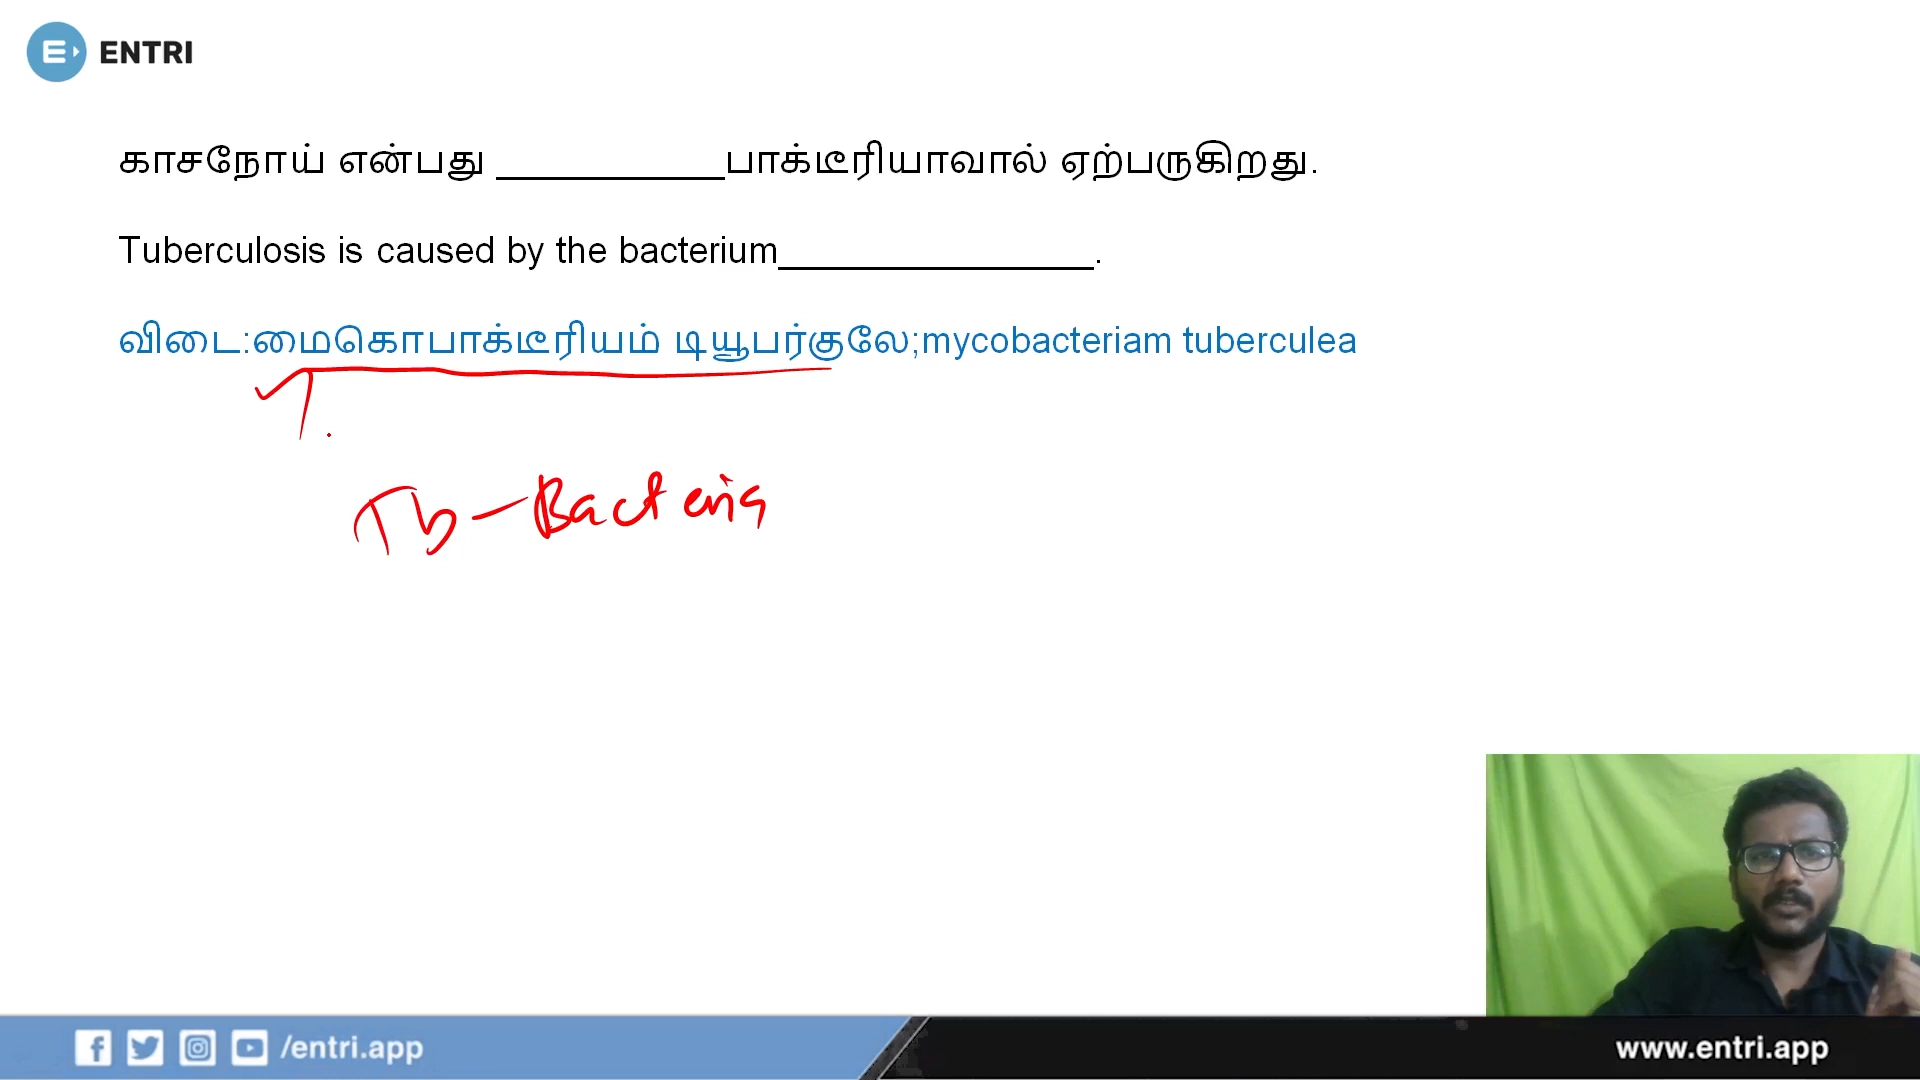 ENTRI
காசநோய் என்பது ___________பாக்டீரியாவால் ஏற்பருகிறது.
Tuberculosis is caused by the bacterium_______________.
விடை:மைகொபாக்டீரியம் டியூபர்குலே;mycobacteriam tuberculea
Tb - Bacteria
/entri.app
www.entri.app